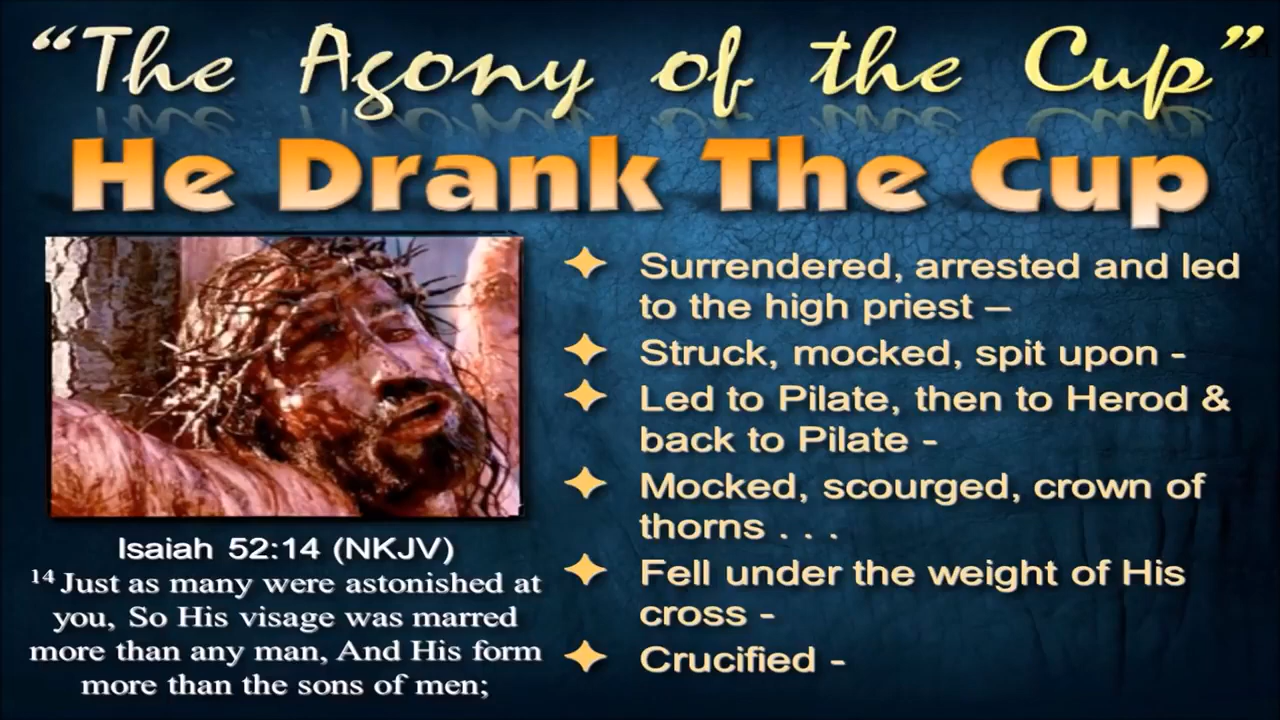 “The Agony of the Cup”
He Drank The Cup
Surrendered, arrested and led
to the high priest –
Struck, mocked, spit upon -
Led to Pilate, then to Herod &
back to Pilate -
Mocked, scourged, crown of
thorns . . .
Fell under the weight of His
cross -
Crucified -
Isaiah 52:14 (NKJV)
14 Just as many were astonished at
you, So His visage was marred
more than any man, And His form
more than the sons of men;